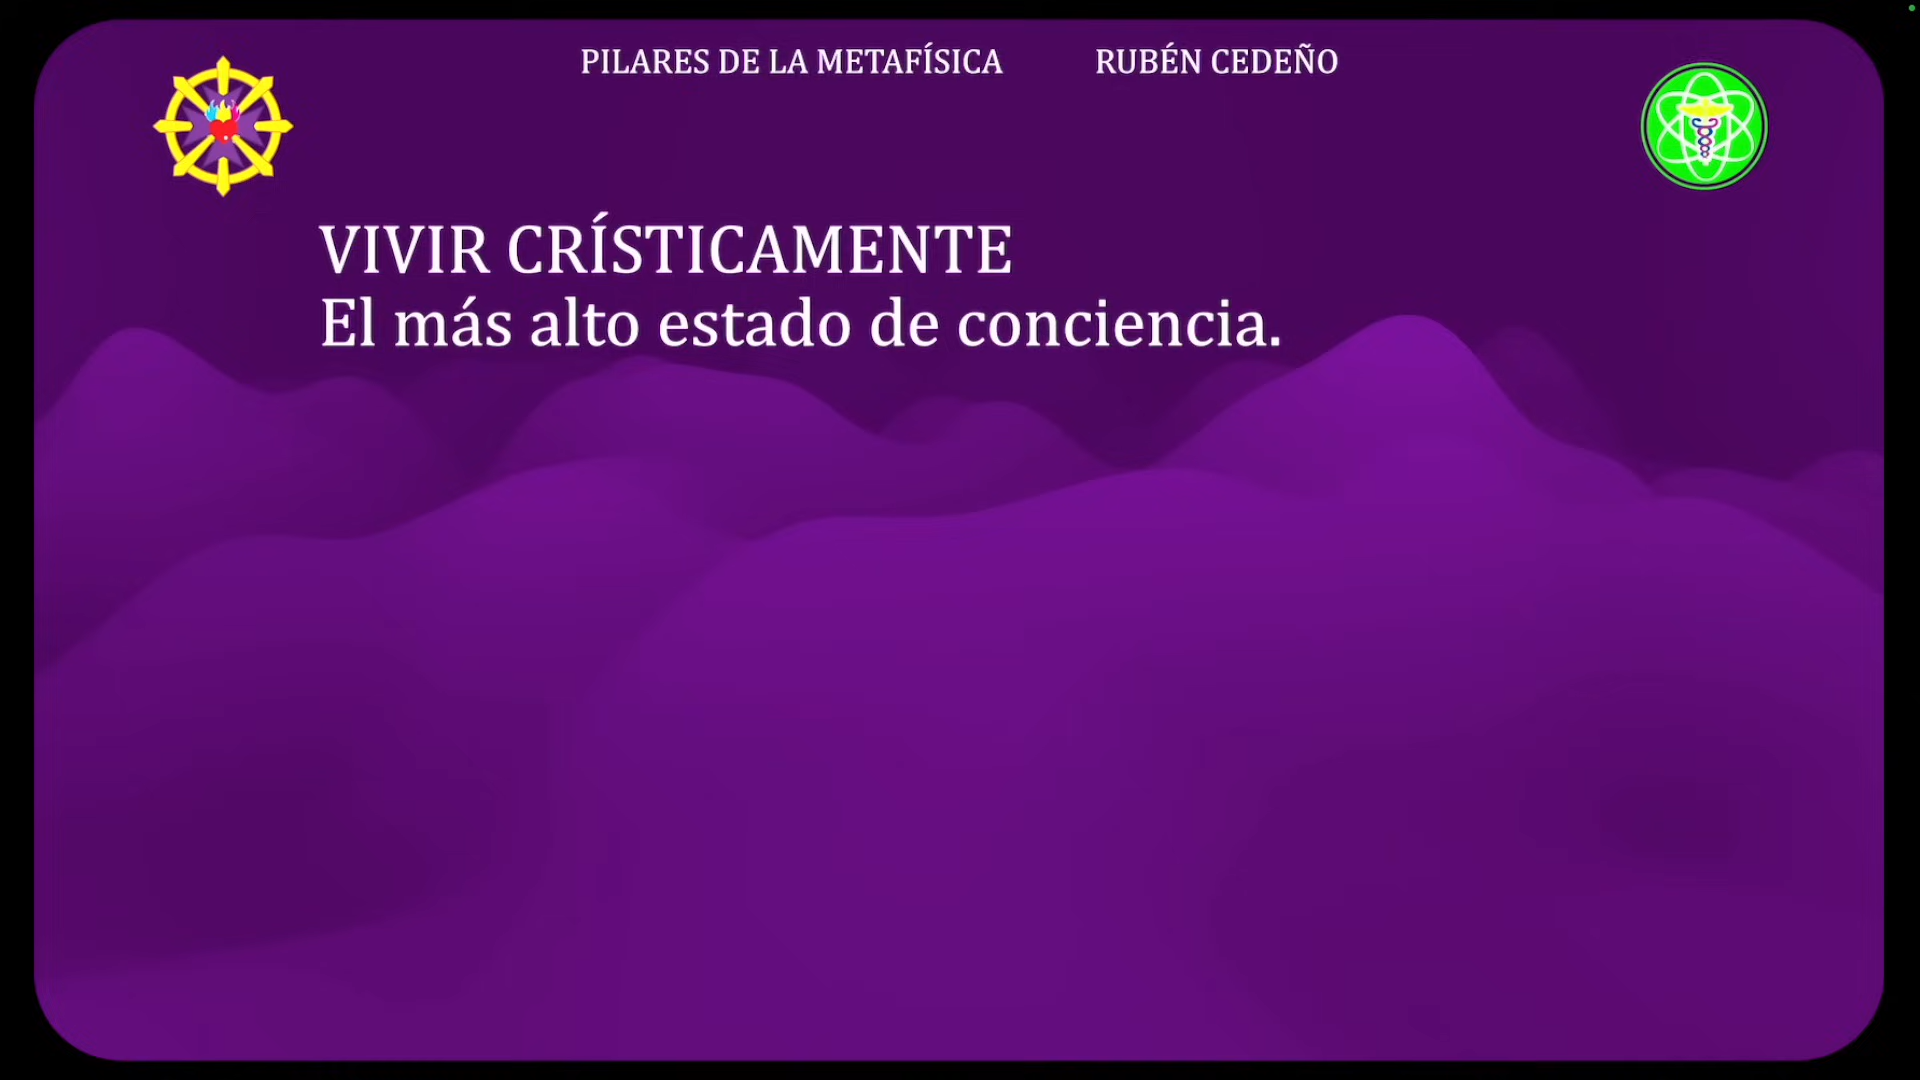 PILARES DE LA METAFÍSICA RUBÉN CEDEÑO
VIVIR CRÍSTICAMENTE
El más alto estado de conciencia.